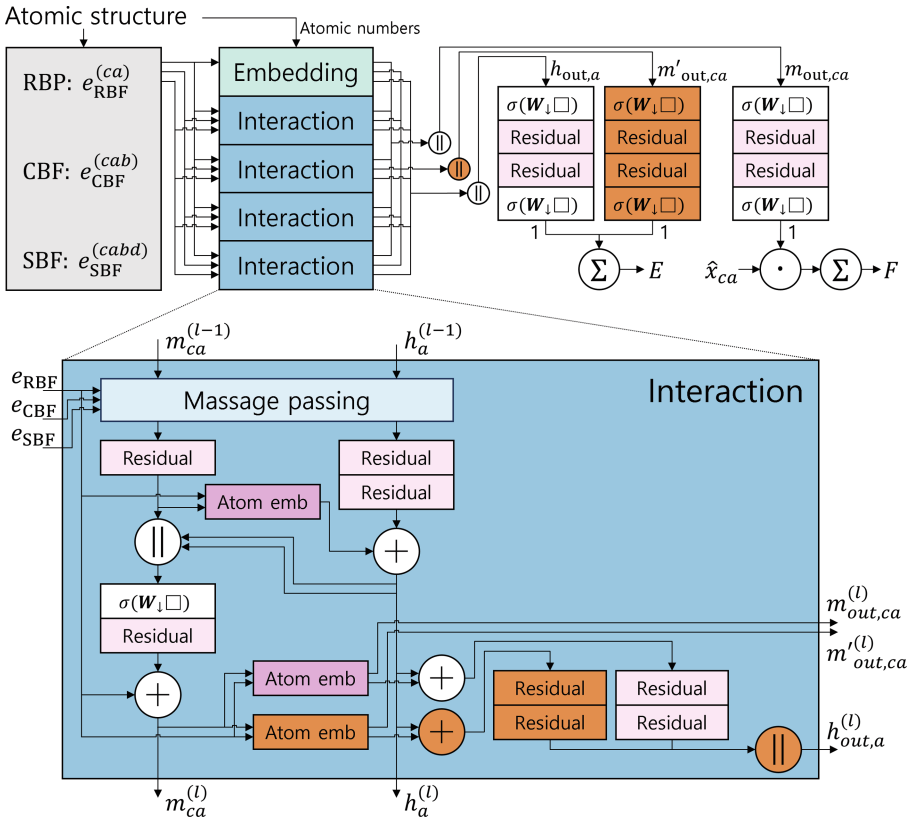 Atomic structure
Atomic numbers
RBP: e_RBF^(ca)
CBF: e_CBF^(cab)
SBF: e_SBF^(cabd)
Embedding
Interaction
Interaction
Interaction
Interaction
||
||
||
h_out,a
m′_out,ca
m_out,ca
σ(W↓□)
Residual
Residual
σ(W↓□)
1
σ(W↓□)
Residual
Residual
σ(W↓□)
1
σ(W↓□)
Residual
Residual
σ(W↓□)
1
Σ
E
x̂_ca
·
Σ
F
m_ca^(l−1)
h_a^(l−1)
Interaction
e_RBF
e_CBF
e_SBF
Massage passing
Residual
Residual
Residual
Atom emb
||
+
σ(W↓□)
Residual
+
Atom emb
+
Atom emb
+
Residual
Residual
Residual
Residual
||
m_out,ca^(l)
m′_out,ca^(l)
h_out,a^(l)
m_ca^(l)
h_a^(l)